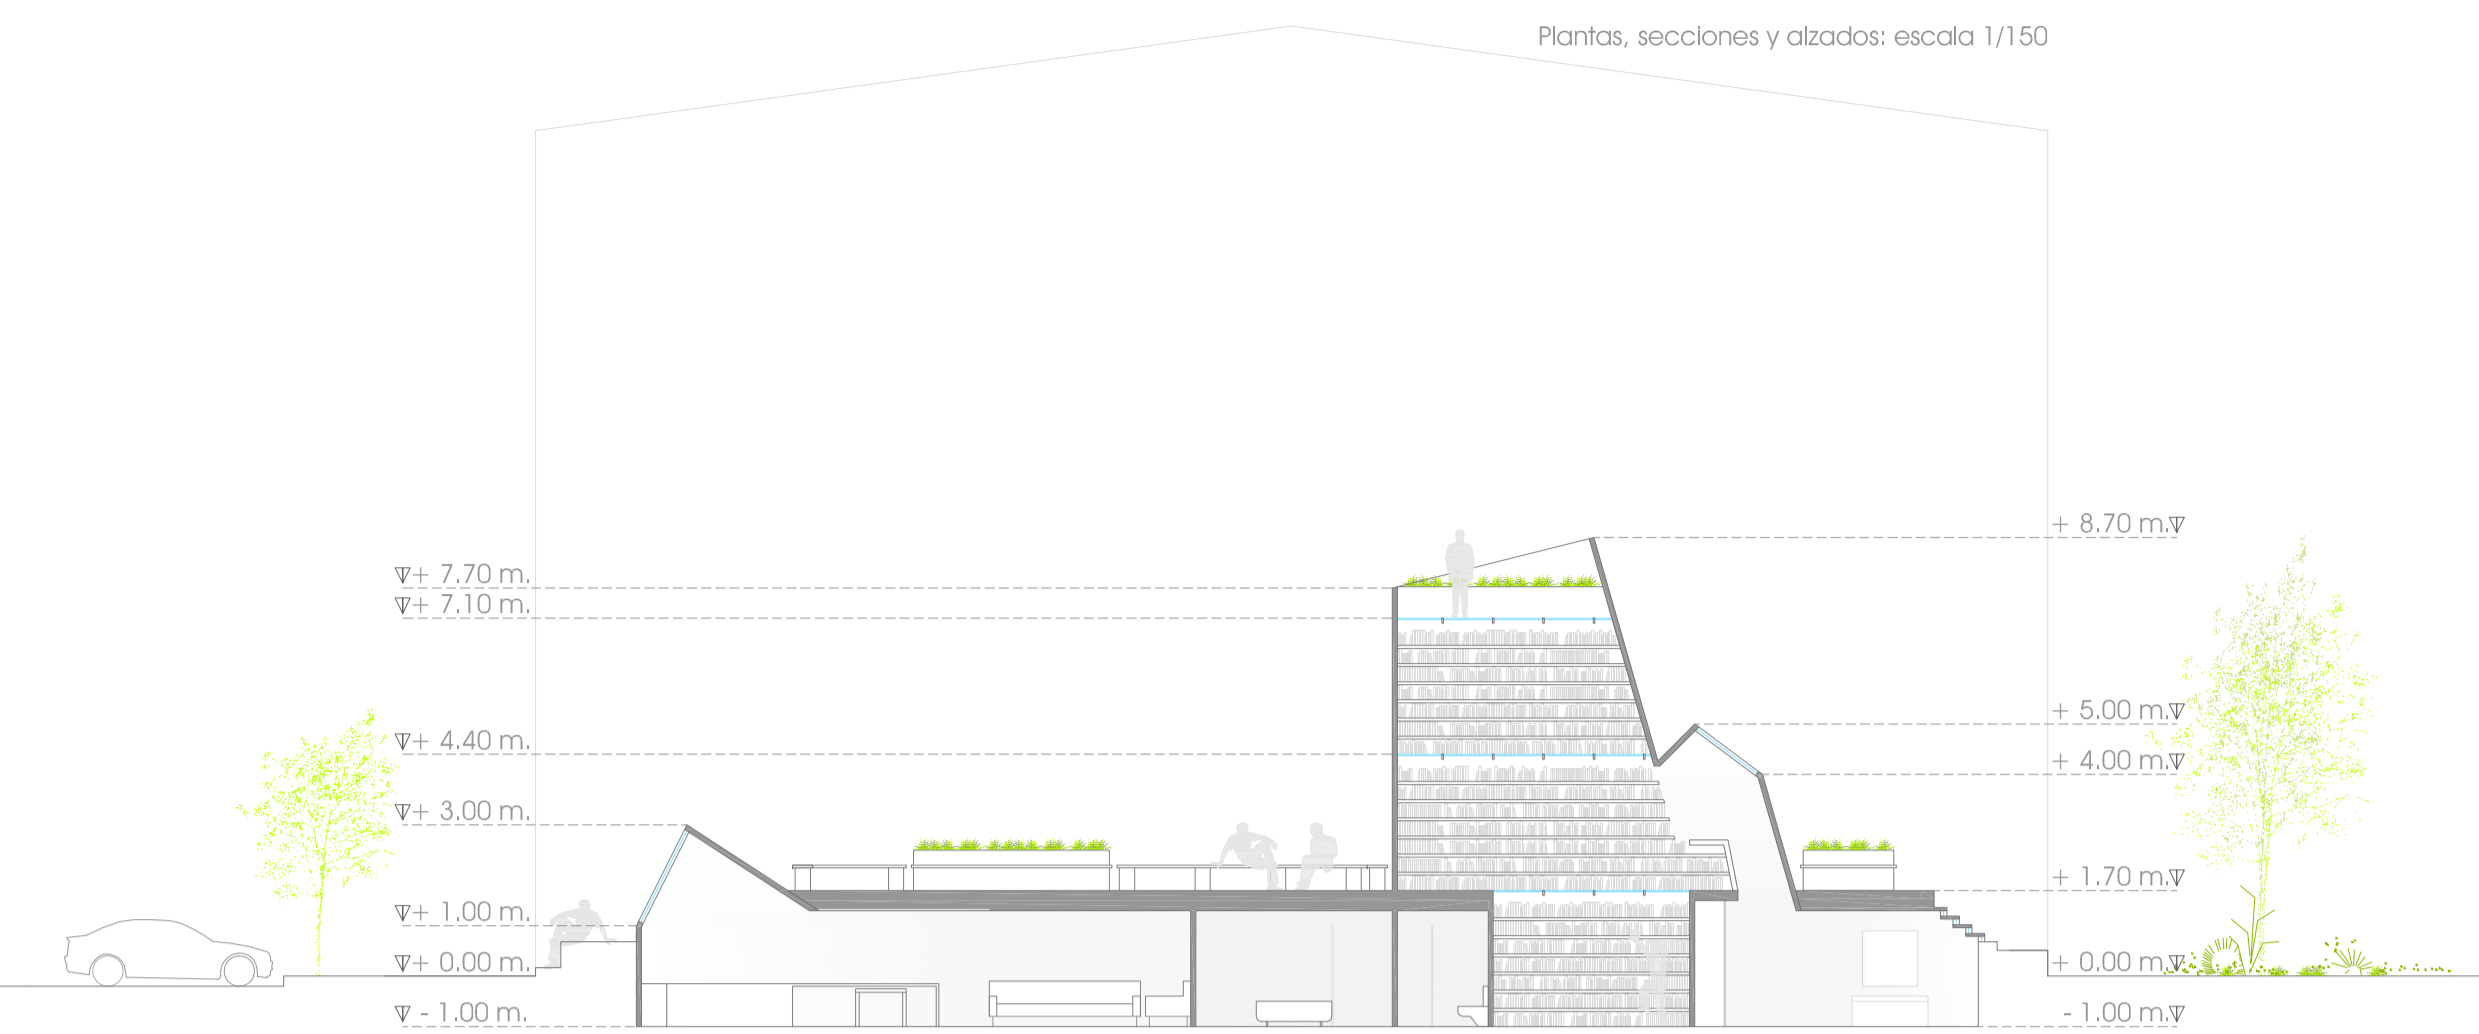 Plantas, secciones y alzados: escala 1/150
+ 8.70 m.
+ 7.70 m.
+ 7.10 m.
+ 5.00 m.
+ 4.40 m.
+ 4.00 m.
+ 3.00 m.
+ 1.70 m.
+ 1.00 m.
+ 0.00 m.
+ 0.00 m.
- 1.00 m.
- 1.00 m.